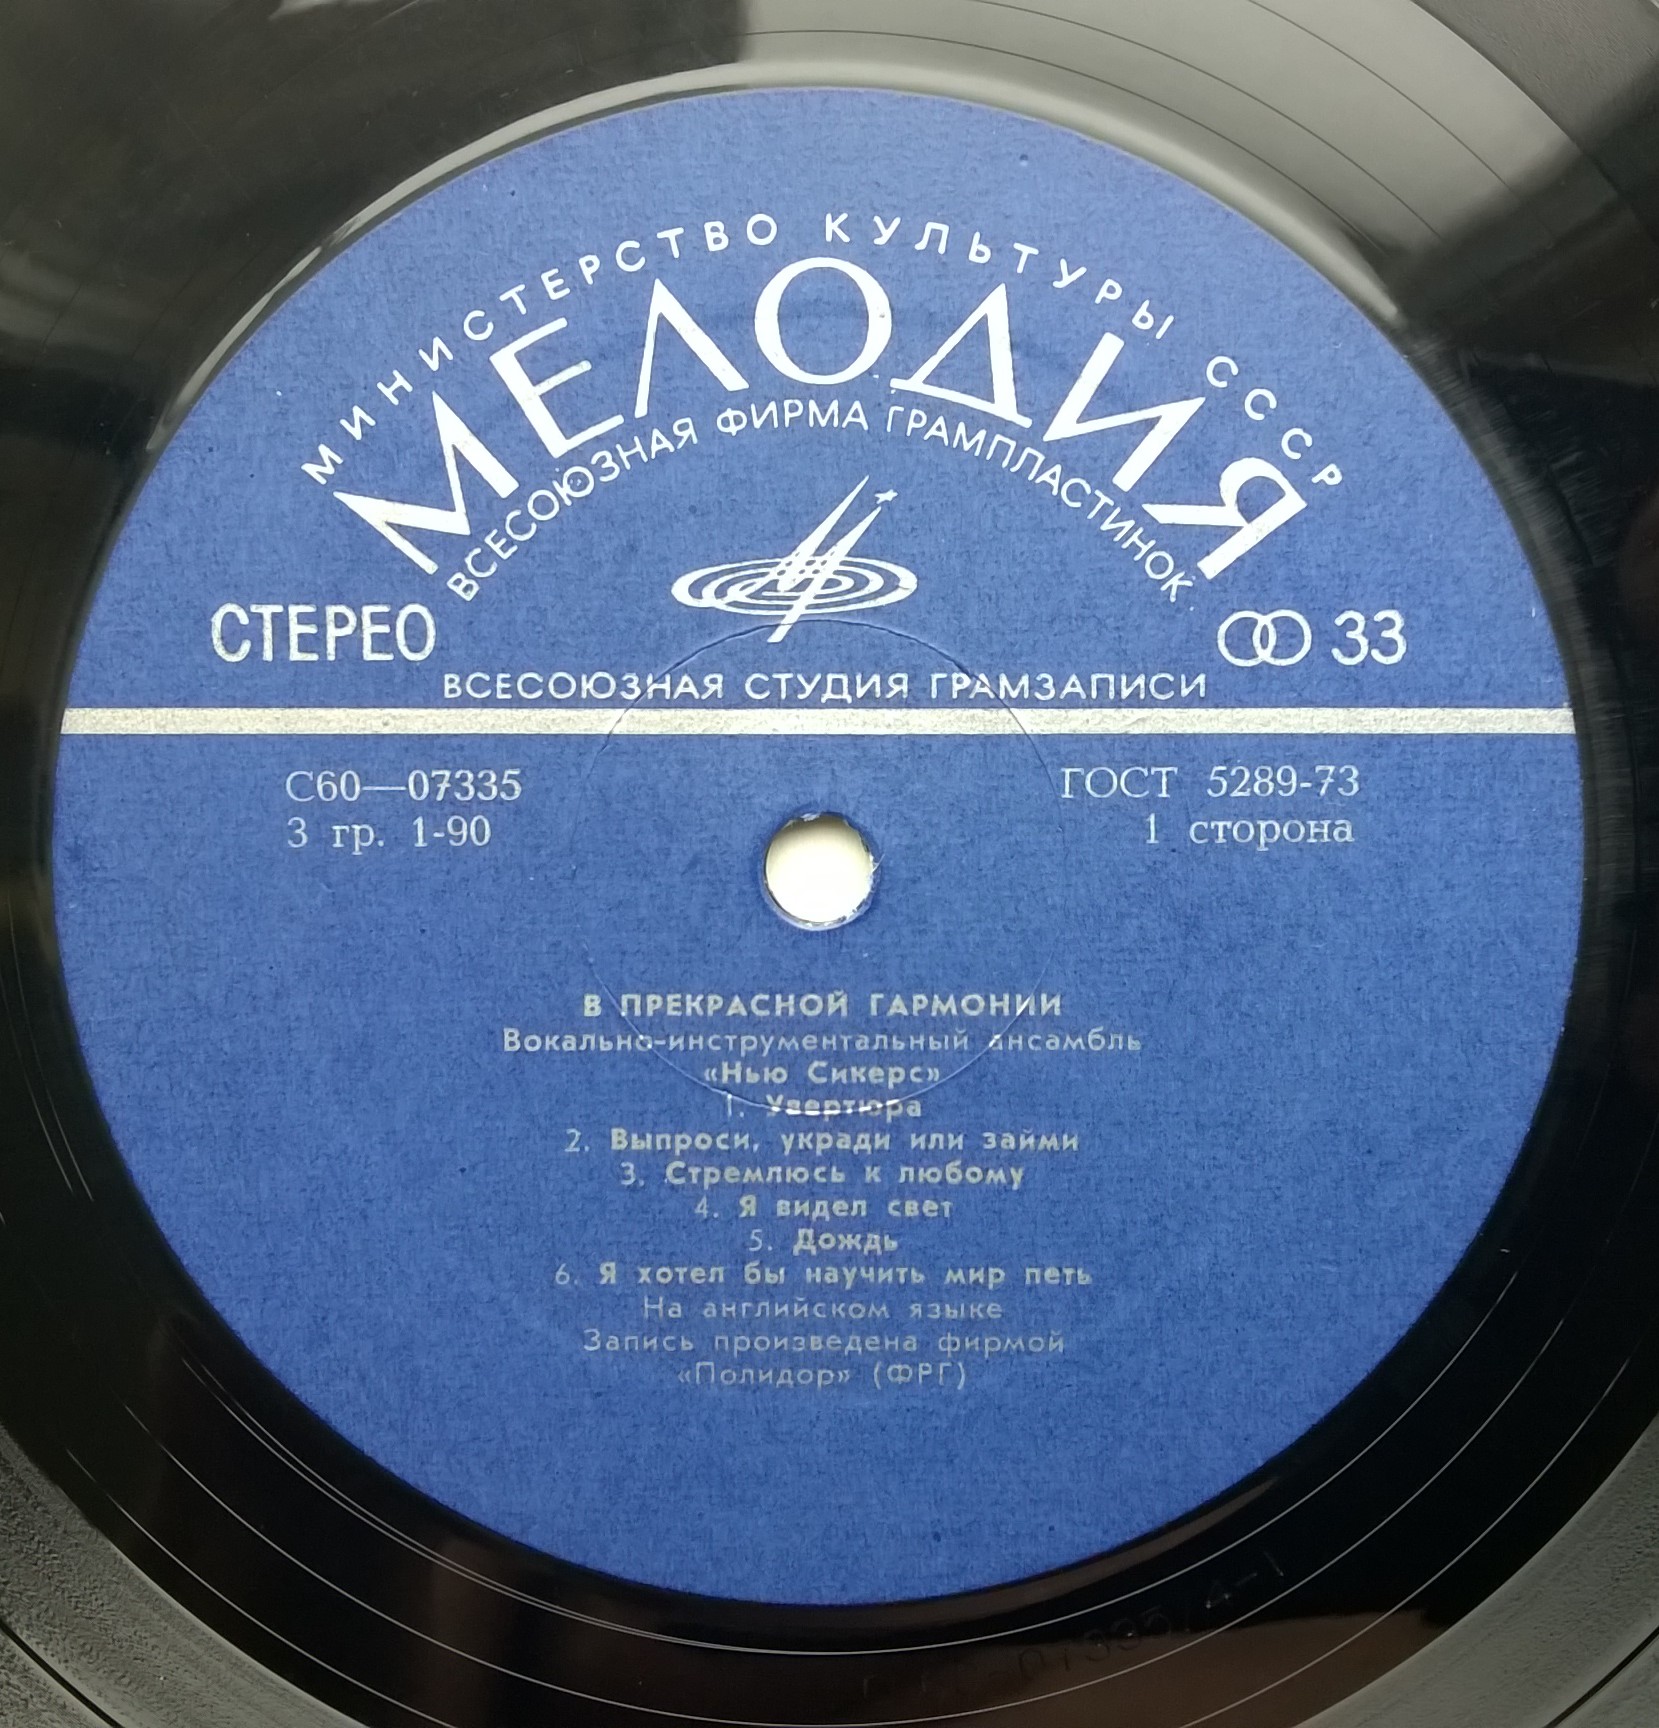 МИНИСТЕРСТВО КУЛЬТУРЫ СССР
МЕЛОДИЯ
ВСЕСОЮЗНАЯ ФИРМА ГРАМПЛАСТИНОК
СТЕРЕО 33
ВСЕСОЮЗНАЯ СТУДИЯ ГРАМЗАПИСИ
С60—07335 ГОСТ 5289-73
3 гр. 1-90 1 сторона
В ПРЕКРАСНОЙ ГАРМОНИИ
Вокально-инструментальный ансамбль
«Нью Сикерс»
1. Увертюра
2. Выпроси, укради или займи
3. Стремлюсь к любому
4. Я видел свет
5. Дождь
6. Я хотел бы научить мир петь
На английском языке
Запись произведена фирмой
«Полидор» (ФРГ)